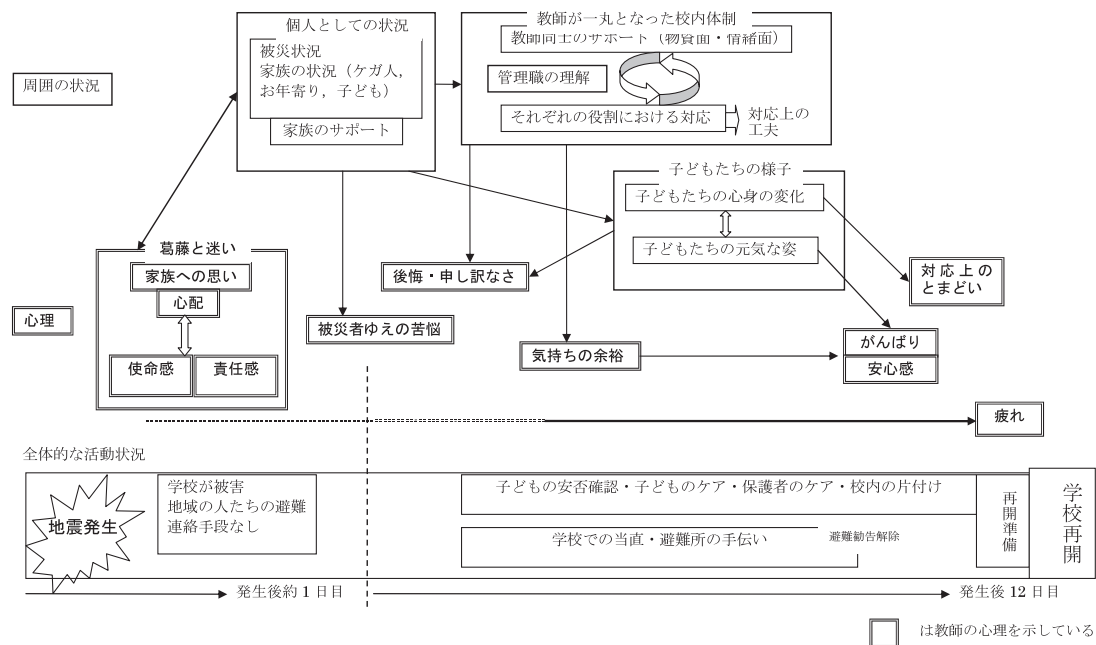 個人としての状況
被災状況
家族の状況（ケガ人，
お年寄り，子ども）
家族のサポート
教師が一丸となった校内体制
教師同士のサポート（物質面・情緒面）
管理職の理解
それぞれの役割における対応
対応上の
工夫
周囲の状況
子どもたちの様子
子どもたちの心身の変化
子どもたちの元気な姿
葛藤と迷い
家族への思い
心配
使命感
責任感
心理
後悔・申し訳なさ
被災者ゆえの苦悩
気持ちの余裕
対応上の
とまどい
がんばり
安心感
疲れ
全体的な活動状況
地震発生
学校が被害
地域の人たちの避難
連絡手段なし
子どもの安否確認・子どものケア・保護者のケア・校内の片付け
学校での当直・避難所の手伝い
避難勧告解除
再開準備
学校再開
発生後約1日目
発生後12日目
は教師の心理を示している